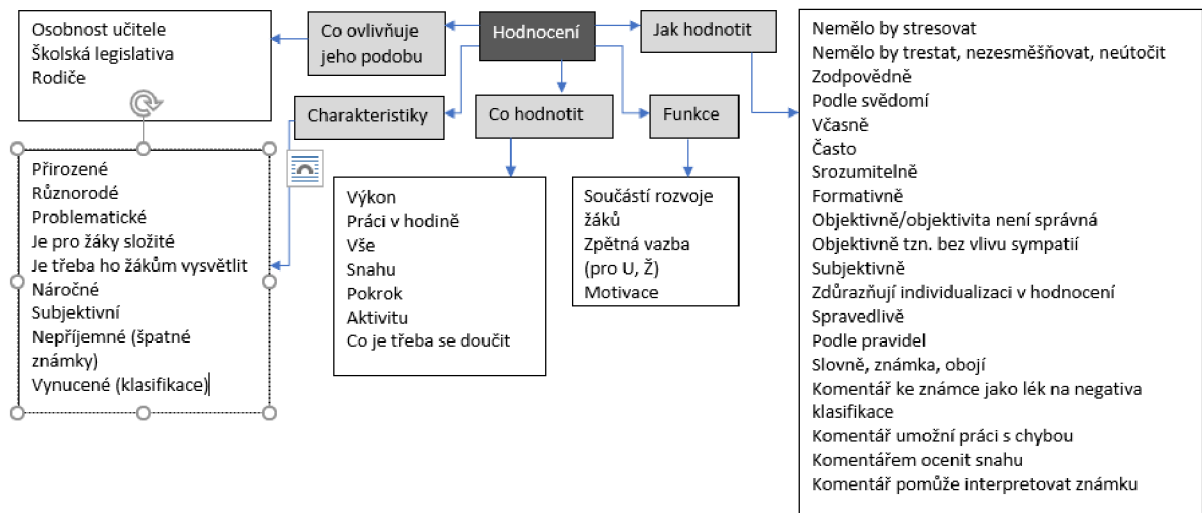 Hodnocení
Co ovlivňuje
jeho podobu
Osobnost učitele
Školská legislativa
Rodiče
Charakteristiky
Přirozené
Různorodé
Problematické
Je pro žáky složité
Je třeba ho žákům vysvětlit
Náročné
Subjektivní
Nepříjemné (špatné
známky)
Vynucené (klasifikace)
Co hodnotit
Výkon
Práci v hodině
Vše
Snahu
Pokrok
Aktivitu
Co je třeba se doučit
Funkce
Součástí rozvoje
žáků
Zpětná vazba
(pro U, Ž)
Motivace
Jak hodnotit
Nemělo by stresovat
Nemělo by trestat, nezesměšňovat, neútočit
Zodpovědně
Podle svědomí
Včasně
Často
Srozumitelně
Formativně
Objektivně/objektivita není správná
Objektivně tzn. bez vlivu sympatií
Subjektivně
Zdůrazňují individualizaci v hodnocení
Spravedlivě
Podle pravidel
Slovně, známka, obojí
Komentář ke známce jako lék na negativa
klasifikace
Komentář umožní práci s chybou
Komentářem ocenit snahu
Komentář pomůže interpretovat známku